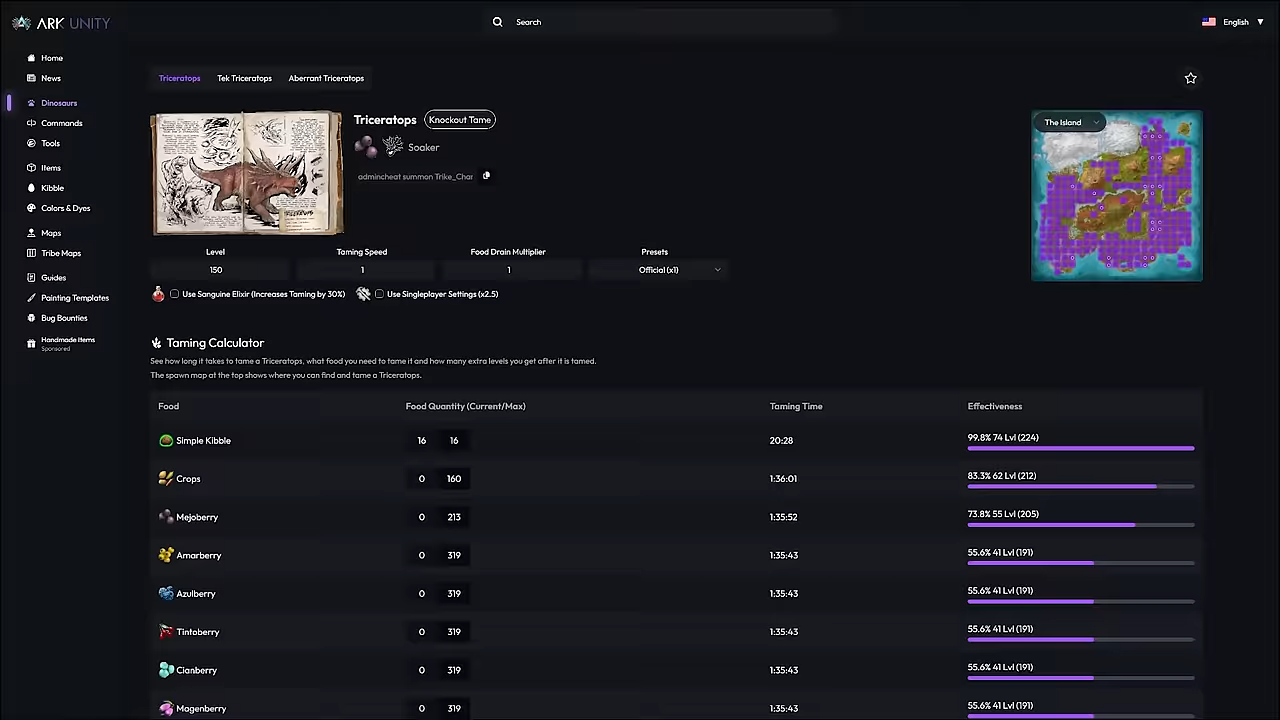 ARK UNITY
Search
English
Home
News
Dinosaurs
Commands
Tools
Items
Kibble
Colors & Dyes
Maps
Tribe Maps
Guides
Painting Templates
Bug Bounties
Handmade Items
Sponsored
Triceratops Tek Triceratops Aberrant Triceratops
Triceratops Knockout Tame
Soaker
admincheat summon Trike_Char
The Island
Level Taming Speed Food Drain Multiplier Presets
150 1 1 Official (x1)
Use Sanguine Elixir (Increases Taming by 30%) Use Singleplayer Settings (x2.5)
Taming Calculator
See how long it takes to tame a Triceratops, what food you need to tame it and how many extra levels you get after it is tamed.
The spawn map at the top shows where you can find and tame a Triceratops.
Food Food Quantity (Current/Max) Taming Time Effectiveness
Simple Kibble 16 16 20:28 99.8% 74 Lvl (224)
Crops 0 160 1:36:01 83.3% 62 Lvl (212)
Mejoberry 0 213 1:35:52 73.8% 55 Lvl (205)
Amarberry 0 319 1:35:43 55.6% 41 Lvl (191)
Azulberry 0 319 1:35:43 55.6% 41 Lvl (191)
Tintoberry 0 319 1:35:43 55.6% 41 Lvl (191)
Cianberry 0 319 1:35:43 55.6% 41 Lvl (191)
Magenberry 0 319 1:35:43 55.6% 41 Lvl (191)